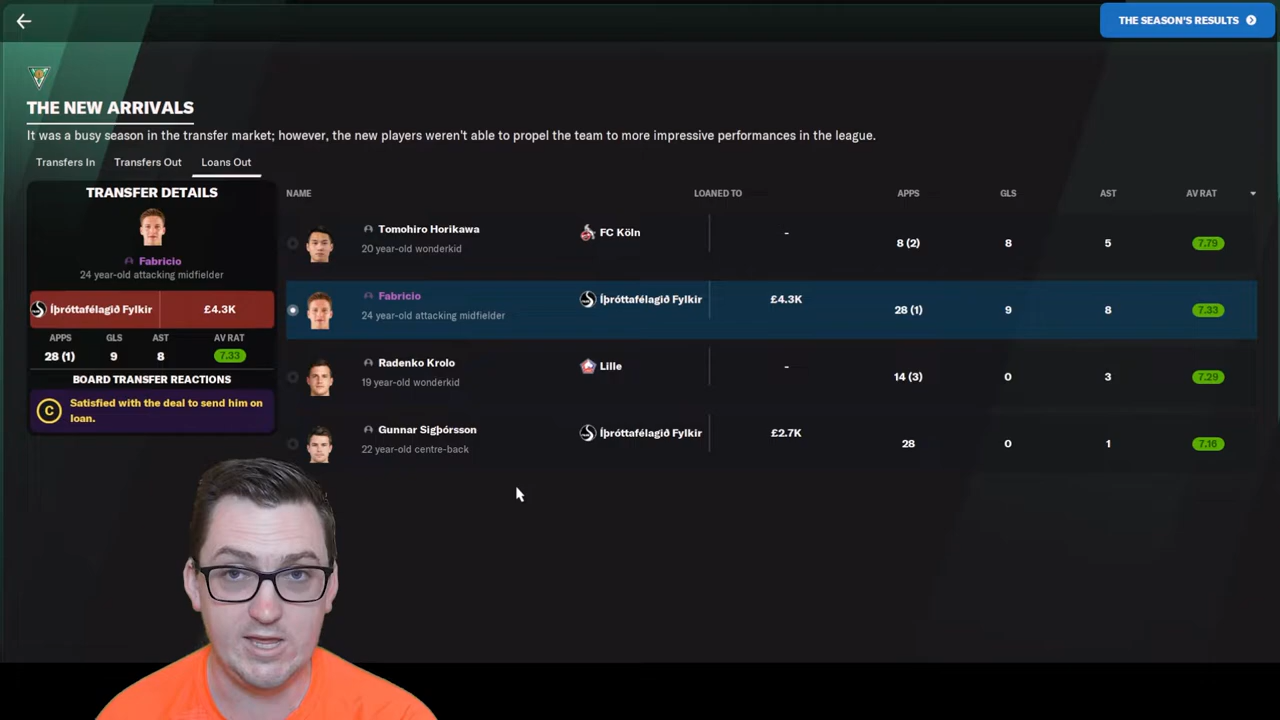 THE SEASON'S RESULTS
THE NEW ARRIVALS
It was a busy season in the transfer market; however, the new players weren't able to propel the team to more impressive performances in the league.
Transfers In Transfers Out Loans Out
TRANSFER DETAILS
Fabricio
24 year-old attacking midfielder
Íþróttafélagið Fylkir £4.3K
APPS GLS AST AV RAT
28 (1) 9 8 7.33
BOARD TRANSFER REACTIONS
C Satisfied with the deal to send him on
loan.
NAME LOANED TO APPS GLS AST AV RAT
Tomohiro Horikawa FC Köln - 8 (2) 8 5 7.79
20 year-old wonderkid
Fabricio Íþróttafélagið Fylkir £4.3K 28 (1) 9 8 7.33
24 year-old attacking midfielder
Radenko Krolo Lille - 14 (3) 0 3 7.29
19 year-old wonderkid
Gunnar Sigþórsson Íþróttafélagið Fylkir £2.7K 28 0 1 7.16
22 year-old centre-back